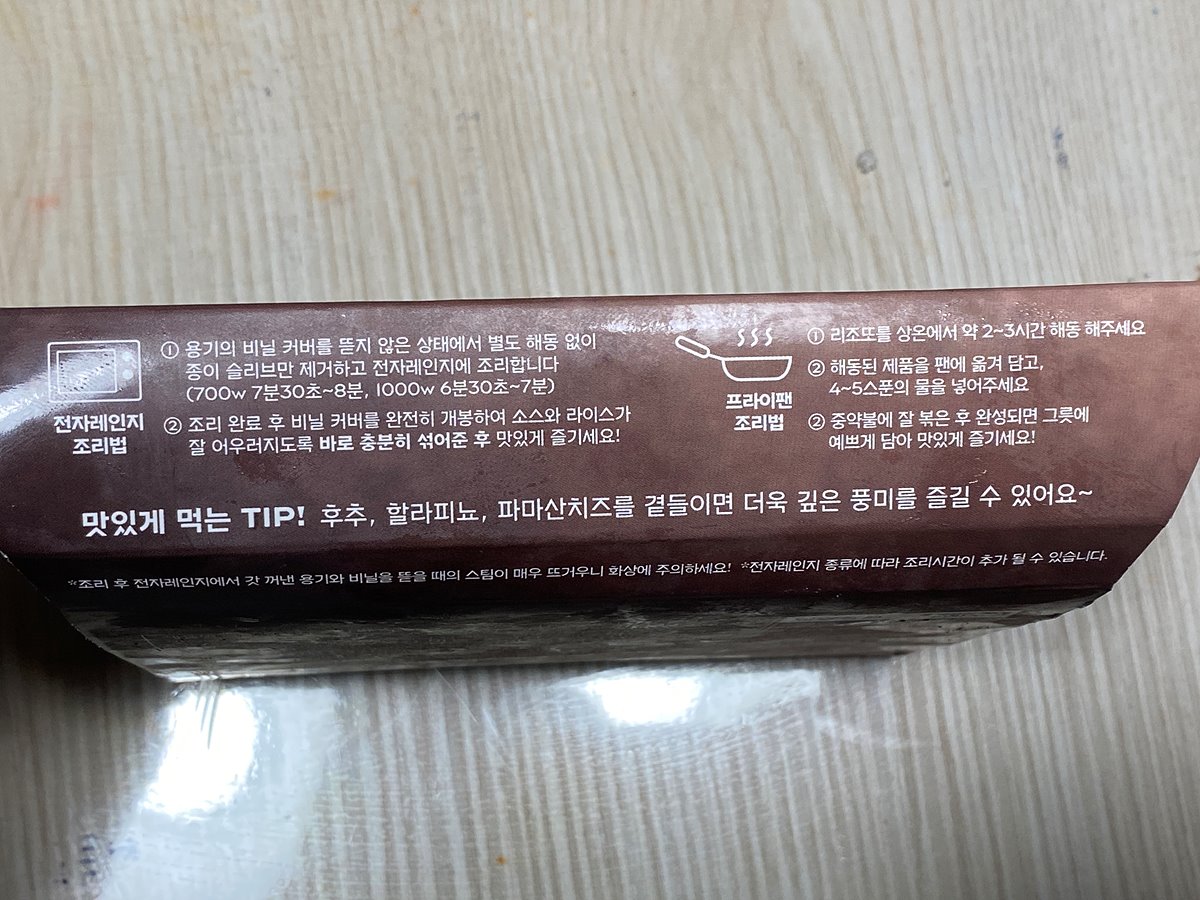 전자레인지
조리법
① 용기의 비닐 커버를 뜯지 않은 상태에서 별도 해동 없이
종이 슬리브만 제거하고 전자레인지에 조리합니다
(700w 7분30초~8분, 1000w 6분30초~7분)
② 조리 완료 후 비닐 커버를 완전히 개봉하여 소스와 라이스가
잘 어우러지도록 바로 충분히 섞어준 후 맛있게 즐기세요!
프라이팬
조리법
① 리조또를 상온에서 약 2~3시간 해동 해주세요
② 해동된 제품을 팬에 옮겨 담고,
4~5스푼의 물을 넣어주세요
② 중약불에 잘 볶은 후 완성되면 그릇에
예쁘게 담아 맛있게 즐기세요!
맛있게 먹는 TIP! 후추, 할라피뇨, 파마산치즈를 곁들이면 더욱 깊은 풍미를 즐길 수 있어요~
*조리 후 전자레인지에서 갓 꺼낸 용기와 비닐을 뜯을 때의 스팀이 매우 뜨거우니 화상에 주의하세요! *전자레인지 종류에 따라 조리시간이 추가 될 수 있습니다.